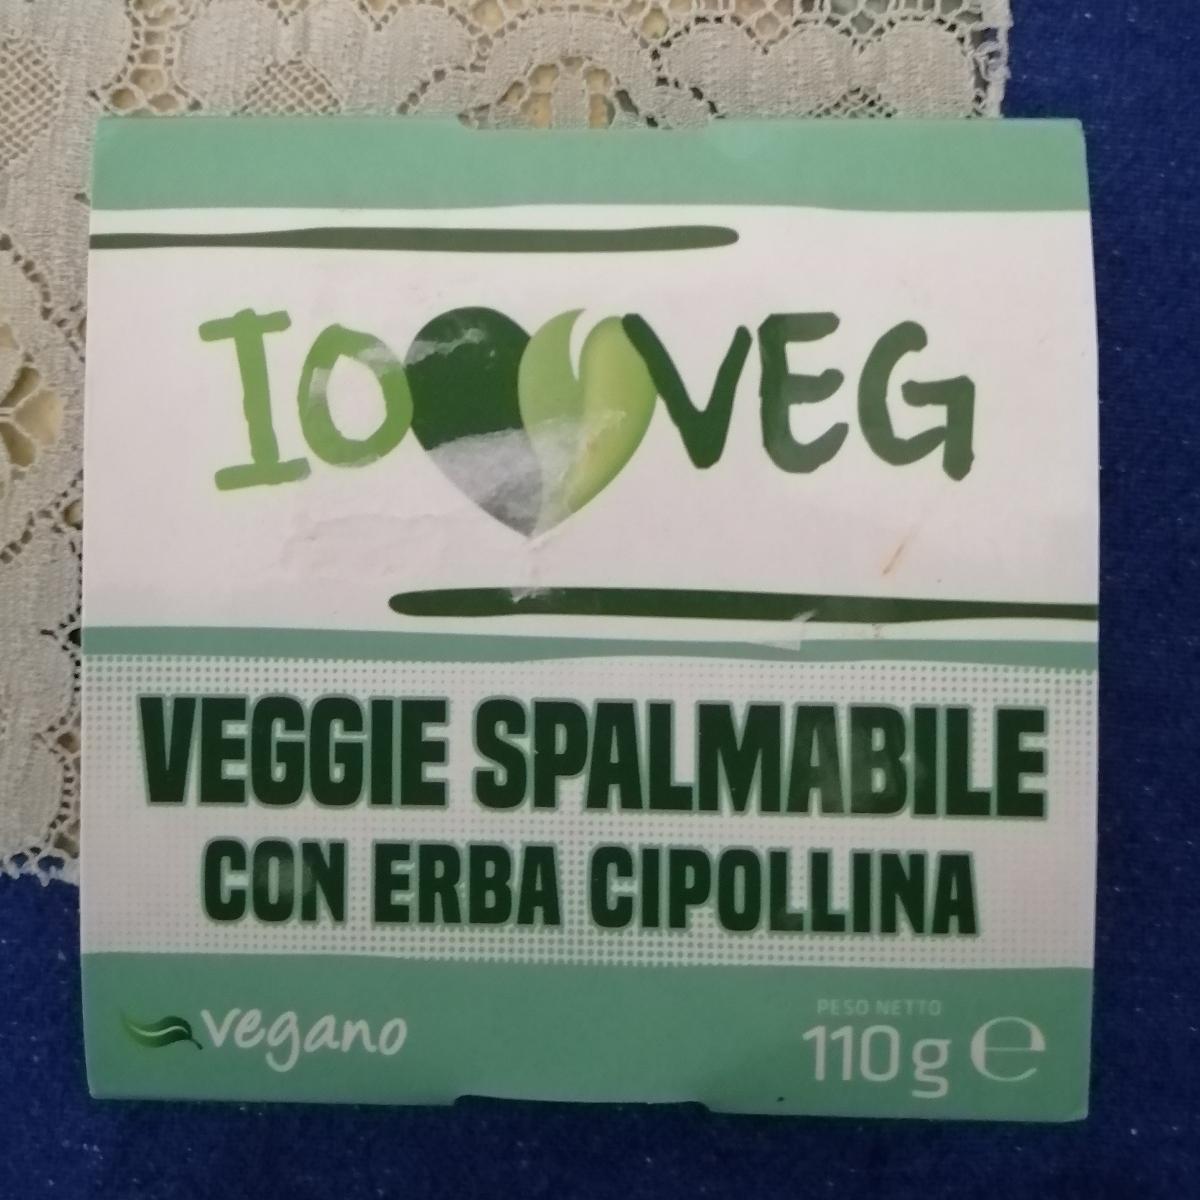 IO VEG
VEGGIE SPALMABILE
CON ERBA CIPOLLINA
vegano
PESO NETTO
110g ℮